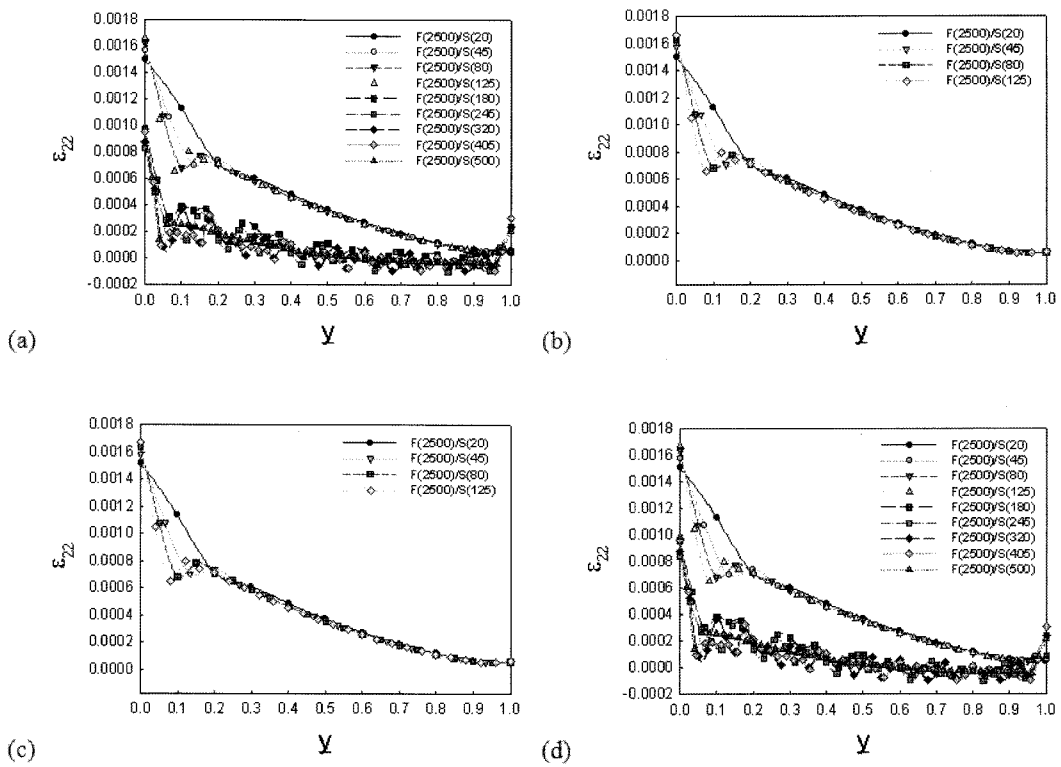 0.0018
0.0016
0.0014
0.0012
0.0010
0.0008
0.0006
0.0004
0.0002
0.0000
-0.0002
ε22
F(2500)/S(20)
F(2500)/S(45)
F(2500)/S(80)
F(2500)/S(125)
F(2500)/S(180)
F(2500)/S(245)
F(2500)/S(320)
F(2500)/S(405)
F(2500)/S(500)
0.0 0.1 0.2 0.3 0.4 0.5 0.6 0.7 0.8 0.9 1.0
y
(a)
0.0018
0.0016
0.0014
0.0012
0.0010
0.0008
0.0006
0.0004
0.0002
0.0000
ε22
F(2500)/S(20)
F(2500)/S(45)
F(2500)/S(80)
F(2500)/S(125)
0.0 0.1 0.2 0.3 0.4 0.5 0.6 0.7 0.8 0.9 1.0
y
(b)
0.0018
0.0016
0.0014
0.0012
0.0010
0.0008
0.0006
0.0004
0.0002
0.0000
ε22
F(2500)/S(20)
F(2500)/S(45)
F(2500)/S(80)
F(2500)/S(125)
0.0 0.1 0.2 0.3 0.4 0.5 0.6 0.7 0.8 0.9 1.0
y
(c)
0.0018
0.0016
0.0014
0.0012
0.0010
0.0008
0.0006
0.0004
0.0002
0.0000
-0.0002
ε22
F(2500)/S(20)
F(2500)/S(45)
F(2500)/S(80)
F(2500)/S(125)
F(2500)/S(180)
F(2500)/S(245)
F(2500)/S(320)
F(2500)/S(405)
F(2500)/S(500)
0.0 0.1 0.2 0.3 0.4 0.5 0.6 0.7 0.8 0.9 1.0
y
(d)